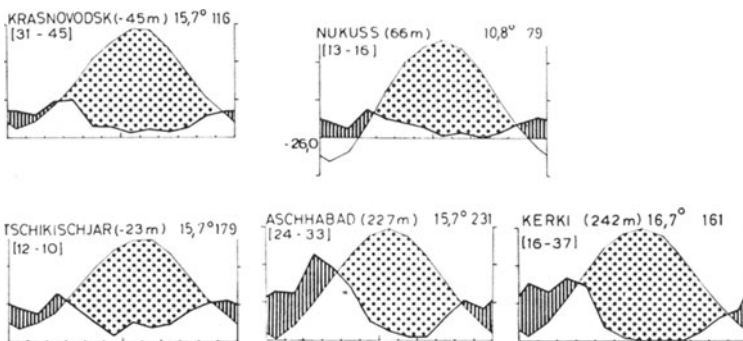 KRASNOVODSK (-45m) 15,7° 116
[31 - 45]
NUKUSS (66m) 10,8° 79
[13 - 16]
-26,0
TSCHIKISCHJAR (-23m) 15,7° 179
[12 - 10]
ASCHHABAD (227m) 15,7° 231
[24 - 33]
KERKI (242m) 16,7° 161
[16-37]